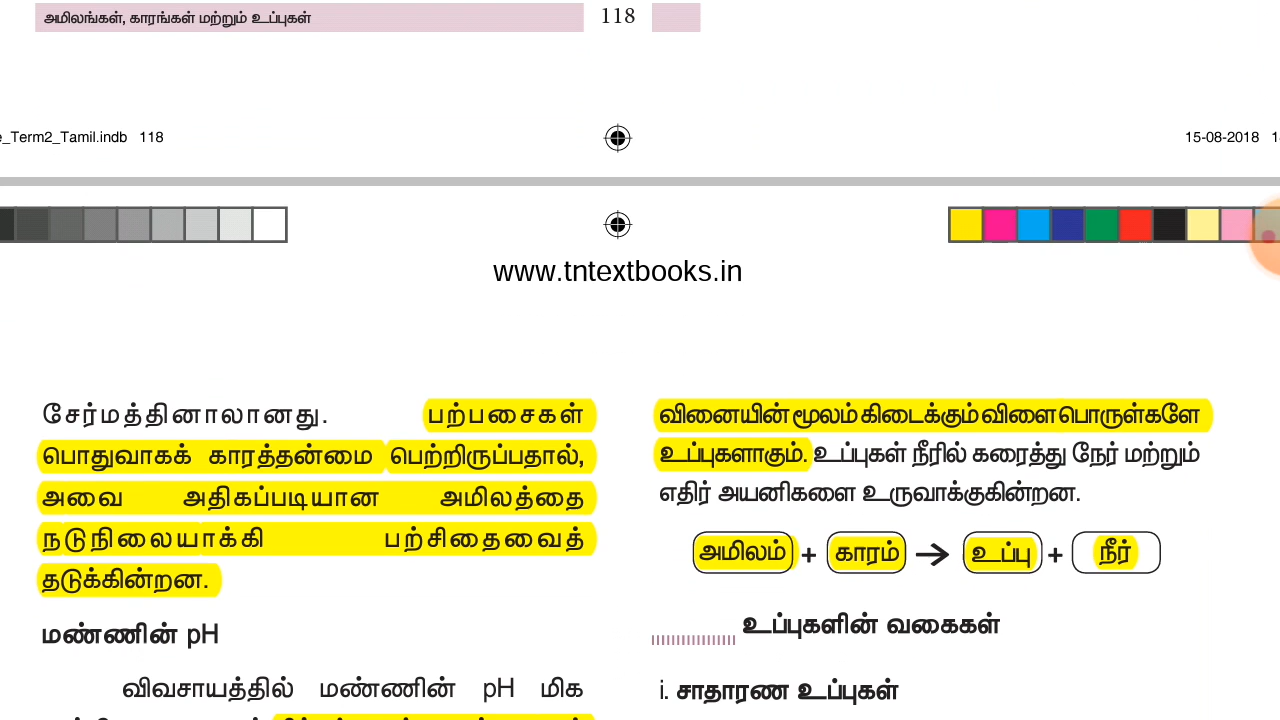 அமிலங்கள், காரங்கள் மற்றும் உப்புகள்
118
_Term2_Tamil.indb 118
15-08-2018
www.tntextbooks.in
சேர்மத்தினாலானது. பற்பசைகள்
பொதுவாகக் காரத்தன்மை பெற்றிருப்பதால்,
அவை அதிகப்படியான அமிலத்தை
நடுநிலையாக்கி பற்சிதைவைத்
தடுக்கின்றன.
மண்ணின் pH
விவசாயத்தில் மண்ணின் pH மிக
வினையின் மூலம் கிடைக்கும் விளைபொருள்களே
உப்புகளாகும். உப்புகள் நீரில் கரைத்து நேர் மற்றும்
எதிர் அயனிகளை உருவாக்குகின்றன.
அமிலம் + காரம் → உப்பு + நீர்
உப்புகளின் வகைகள்
i. சாதாரண உப்புகள்